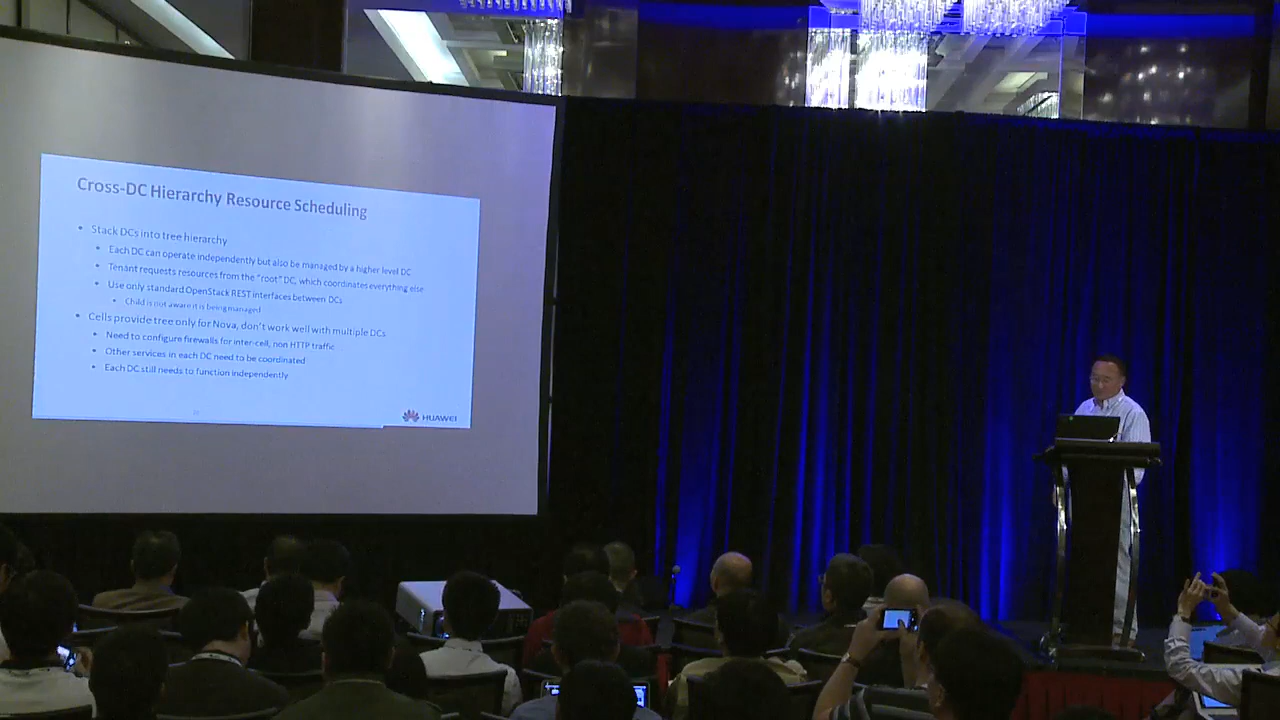 Cross-DC Hierarchy Resource Scheduling
Stack DCs into tree hierarchy
Each DC can operate independently but also be managed by a higher level DC
Tenant requests resources from the "root" DC, which coordinates everything else
Use only standard OpenStack REST interfaces between DCs
Child is not aware it is being managed
Cells provide tree only for Nova, don't work well with multiple DCs
Need to configure firewalls for inter-cell, non HTTP traffic
Other services in each DC need to be coordinated
Each DC still needs to function independently
HUAWEI